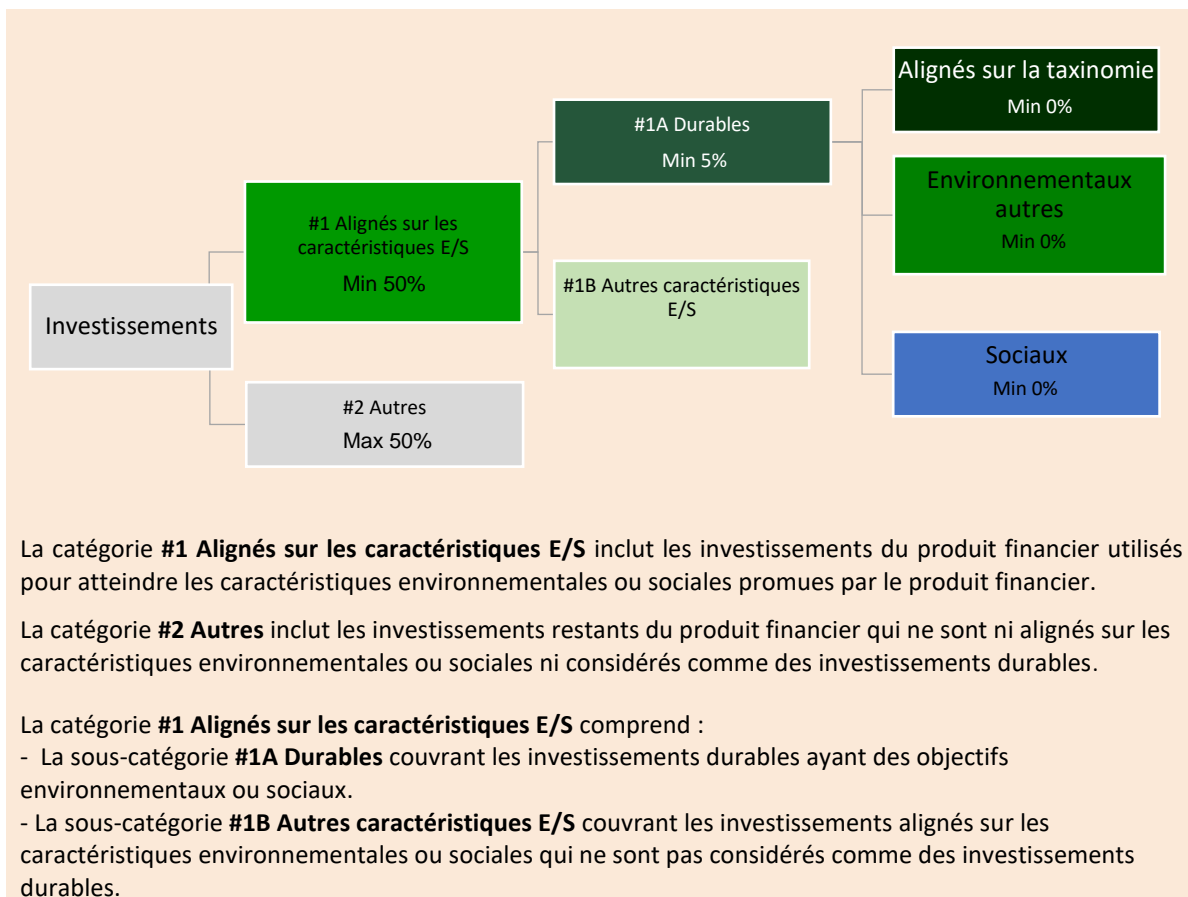 Investissements
#1 Alignés sur les
caractéristiques E/S
Min 50%
#2 Autres
Max 50%
#1A Durables
Min 5%
#1B Autres caractéristiques
E/S
Alignés sur la taxinomie
Min 0%
Environnementaux
autres
Min 0%
Sociaux
Min 0%
La catégorie #1 Alignés sur les caractéristiques E/S inclut les investissements du produit financier utilisés
pour atteindre les caractéristiques environnementales ou sociales promues par le produit financier.
La catégorie #2 Autres inclut les investissements restants du produit financier qui ne sont ni alignés sur les
caractéristiques environnementales ou sociales ni considérés comme des investissements durables.
La catégorie #1 Alignés sur les caractéristiques E/S comprend :
- La sous-catégorie #1A Durables couvrant les investissements durables ayant des objectifs
environnementaux ou sociaux.
- La sous-catégorie #1B Autres caractéristiques E/S couvrant les investissements alignés sur les
caractéristiques environnementales ou sociales qui ne sont pas considérés comme des investissements
durables.